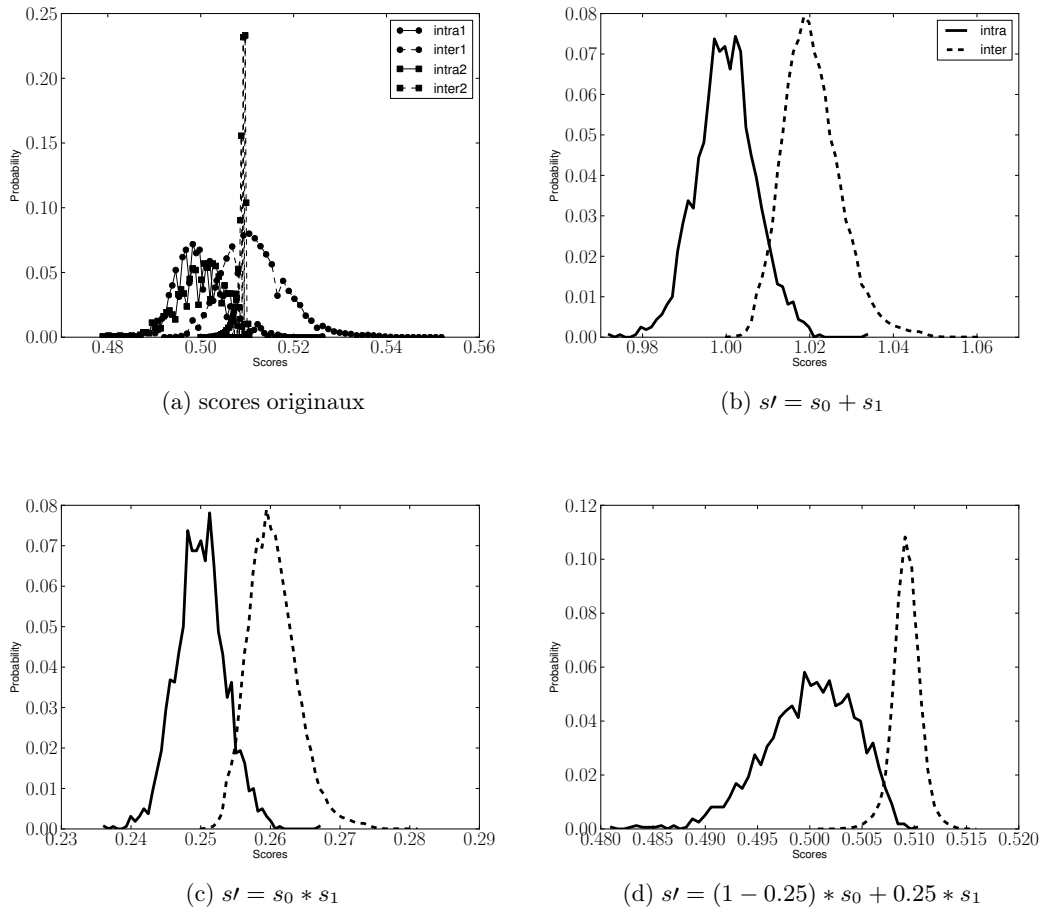 0.25
0.20
0.15
0.10
0.05
0.00
Probability
0.48 0.50 0.52 0.54 0.56
Scores
intra1
inter1
intra2
inter2
(a) scores originaux
0.08
0.07
0.06
0.05
0.04
0.03
0.02
0.01
0.00
Probability
0.98 1.00 1.02 1.04 1.06
Scores
intra
inter
(b) s′ = s₀ + s₁
0.08
0.07
0.06
0.05
0.04
0.03
0.02
0.01
0.00
Probability
0.23 0.24 0.25 0.26 0.27 0.28 0.29
Scores
(c) s′ = s₀ ∗ s₁
0.12
0.10
0.08
0.06
0.04
0.02
0.00
Probability
0.480 0.485 0.490 0.495 0.500 0.505 0.510 0.515 0.520
Scores
(d) s′ = (1 − 0.25) ∗ s₀ + 0.25 ∗ s₁